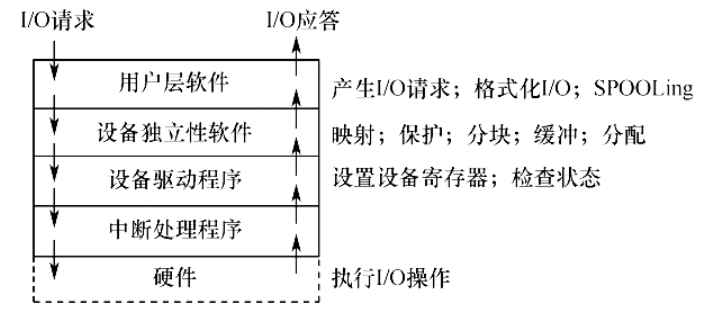 I/O请求 I/O应答
用户层软件 产生I/O请求；格式化I/O；SPOOLing
设备独立性软件 映射；保护；分块；缓冲；分配
设备驱动程序 设置设备寄存器；检查状态
中断处理程序
硬件 执行I/O操作